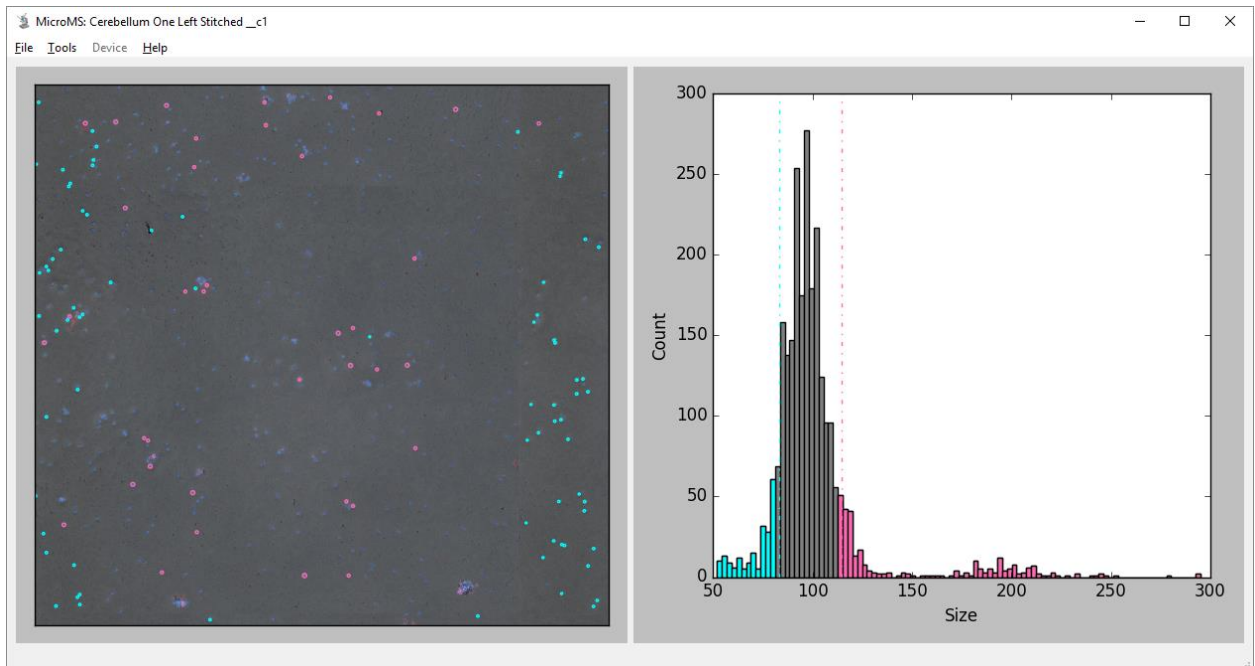 MicroMS: Cerebellum One Left Stitched __c1
File Tools Device Help
300
250
200
150
100
50
0
Count
50 100 150 200 250 300
Size